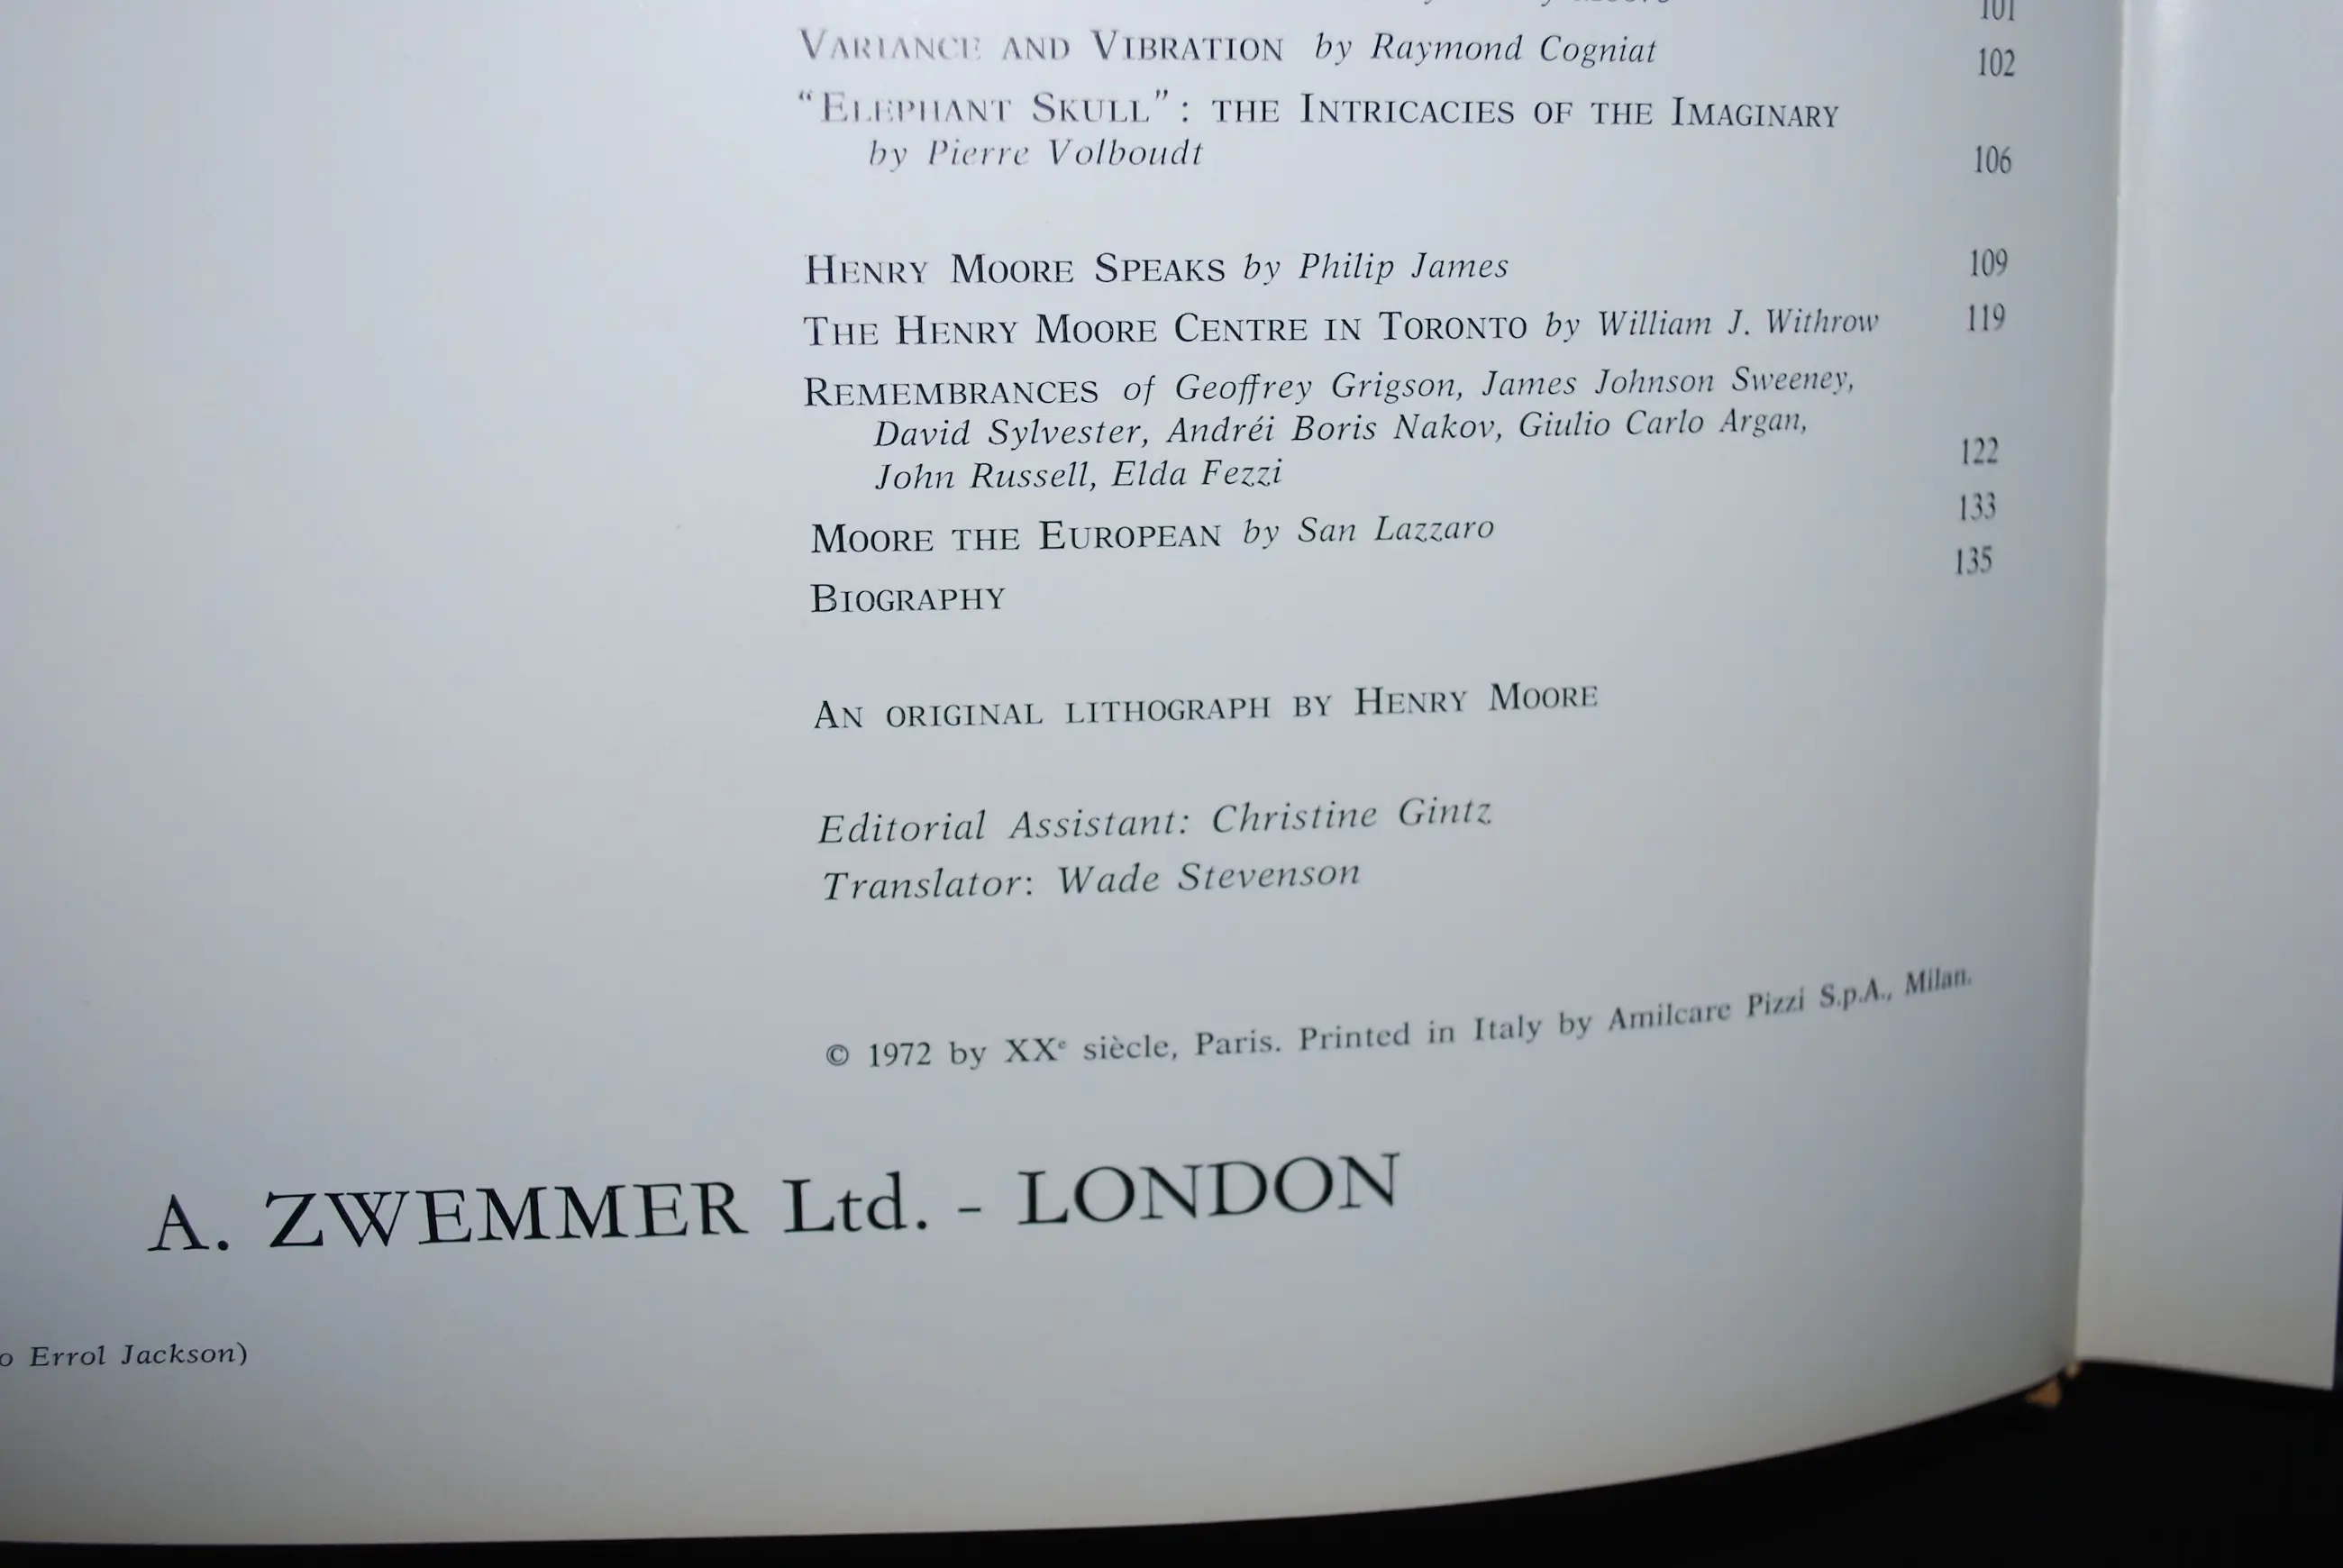 101
VARIANCE AND VIBRATION by Raymond Cogniat 102
"ELEPHANT SKULL": THE INTRICACIES OF THE IMAGINARY
by Pierre Volboudt 106
HENRY MOORE SPEAKS by Philip James 109
THE HENRY MOORE CENTRE IN TORONTO by William J. Withrow 119
REMEMBRANCES of Geoffrey Grigson, James Johnson Sweeney,
David Sylvester, Andréi Boris Nakov, Giulio Carlo Argan,
John Russell, Elda Fezzi 122
MOORE THE EUROPEAN by San Lazzaro 133
BIOGRAPHY 135
AN ORIGINAL LITHOGRAPH BY HENRY MOORE
Editorial Assistant: Christine Gintz
Translator: Wade Stevenson
© 1972 by XXe siècle, Paris. Printed in Italy by Amilcare Pizzi S.p.A., Milan.
A. ZWEMMER Ltd. - LONDON
Errol Jackson)